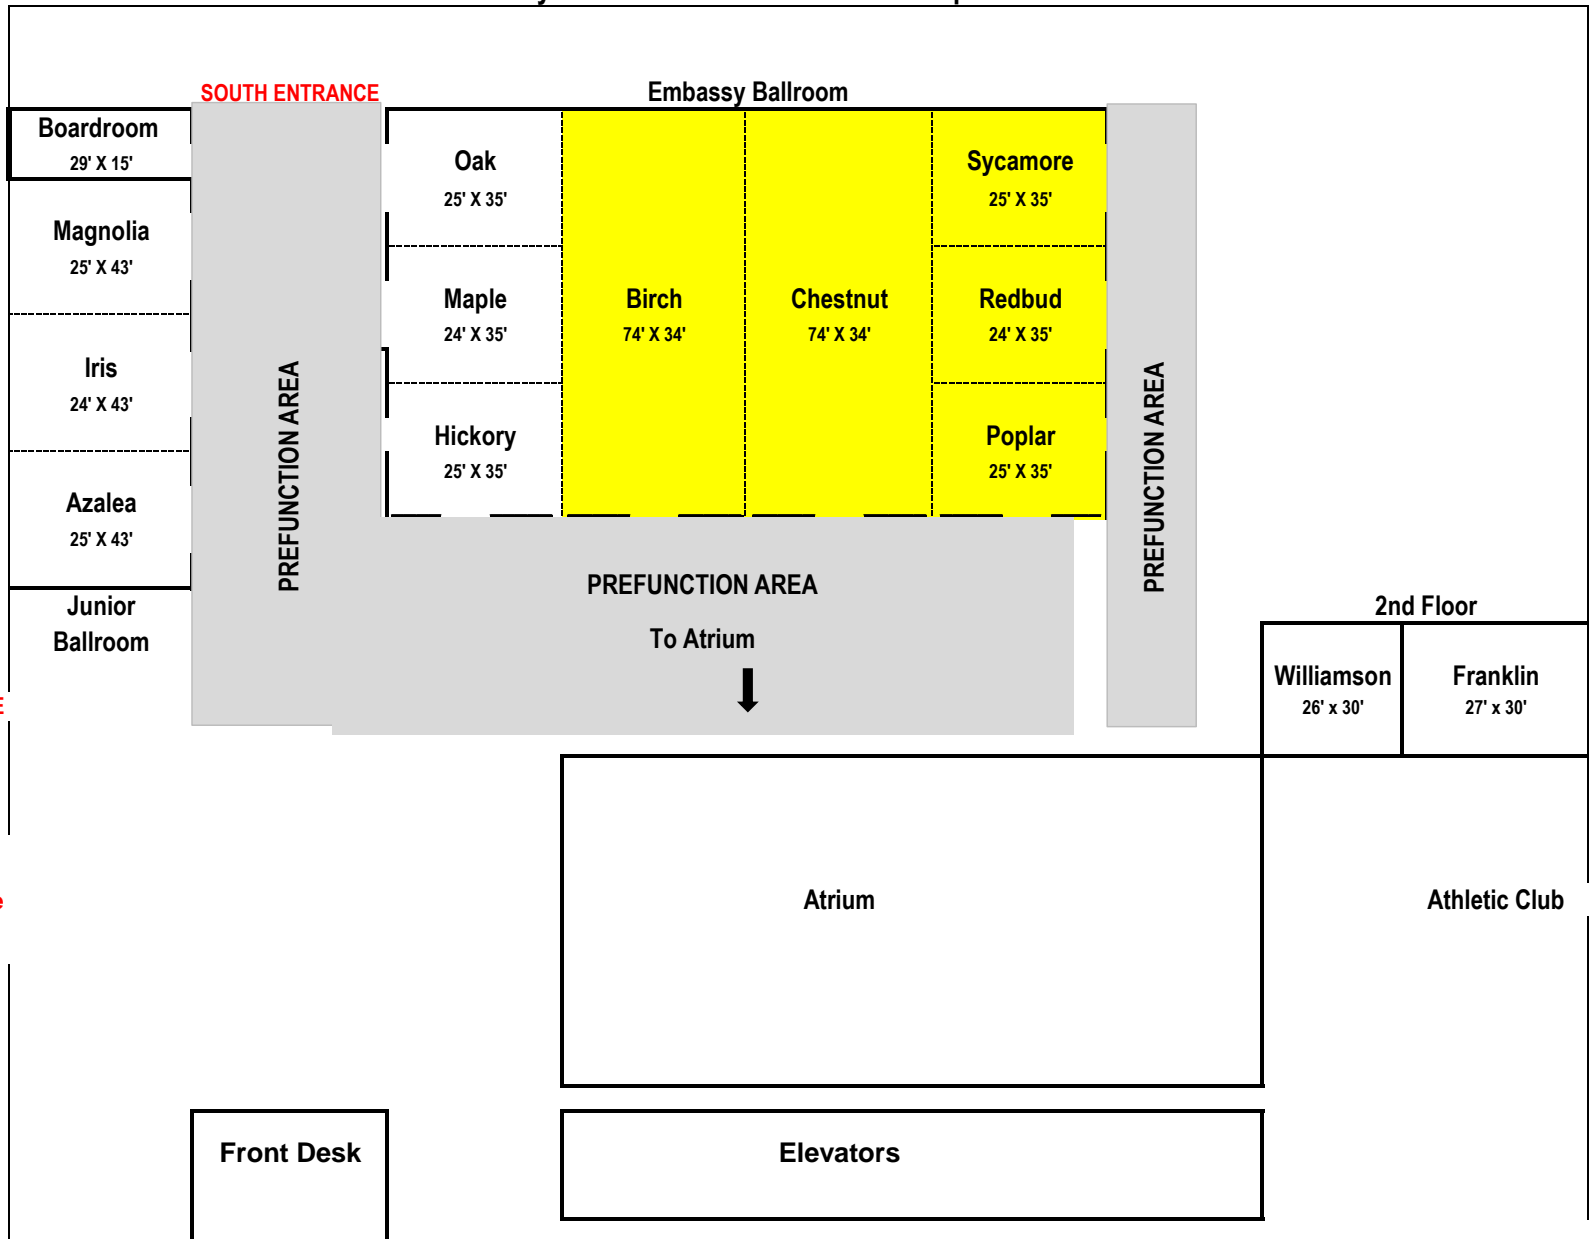 SOUTH ENTRANCE
Embassy Ballroom
Boardroom
29' X 15'
Oak
25' X 35'
Sycamore
25' X 35'
Magnolia
25' X 43'
Maple
24' X 35'
Birch
74' X 34'
Chestnut
74' X 34'
Redbud
24' X 35'
Iris
24' X 43'
PREFUNCTION AREA
PREFUNCTION AREA
Hickory
25' X 35'
Poplar
25' X 35'
Azalea
25' X 43'
Junior
Ballroom
PREFUNCTION AREA
To Atrium
2nd Floor
Williamson
26' x 30'
Franklin
27' x 30'
Atrium
Athletic Club
Front Desk
Elevators